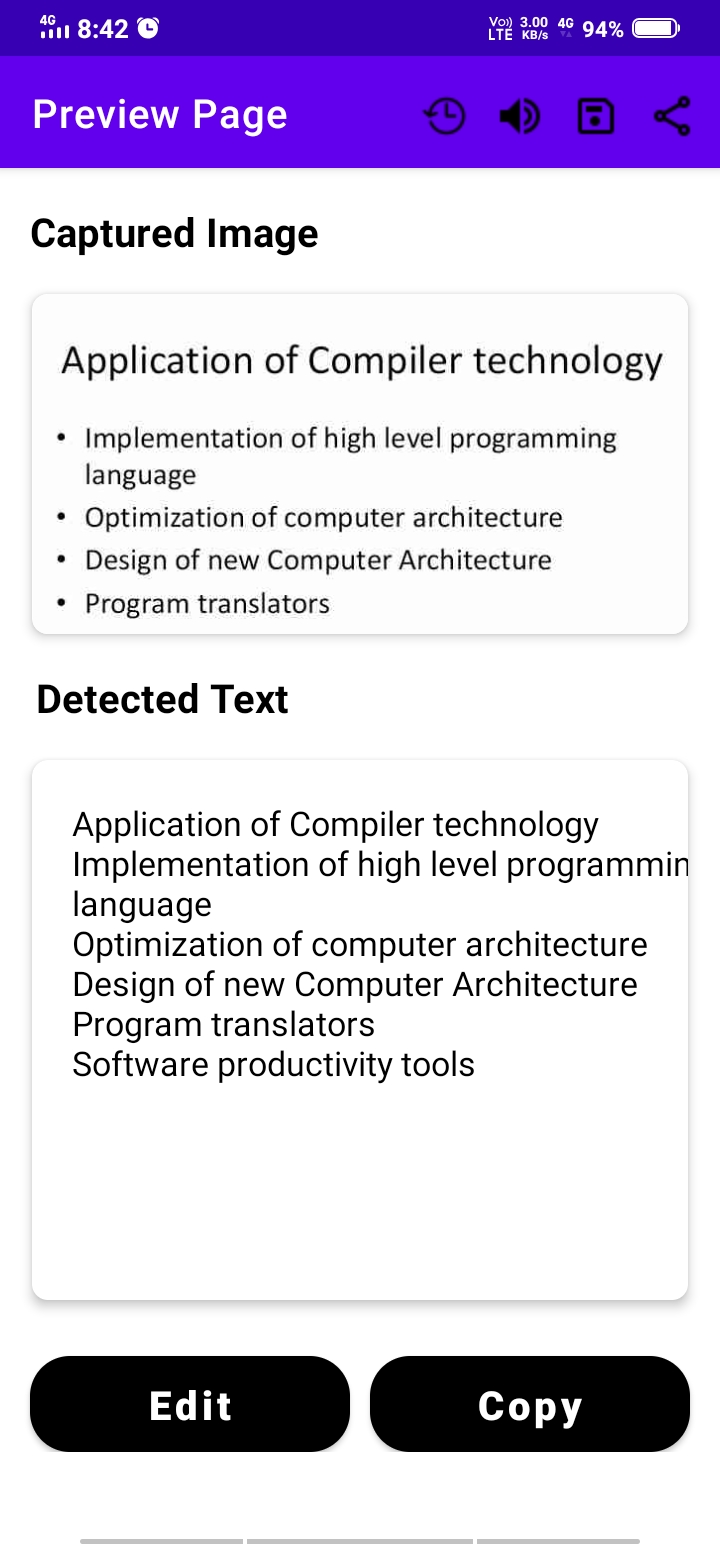 4G 8:42 Vo)) LTE 3.00 KB/s 4G 94%
Preview Page
Captured Image
Application of Compiler technology
• Implementation of high level programming
language
• Optimization of computer architecture
• Design of new Computer Architecture
• Program translators
Detected Text
Application of Compiler technology
Implementation of high level programmin
language
Optimization of computer architecture
Design of new Computer Architecture
Program translators
Software productivity tools
Edit Copy